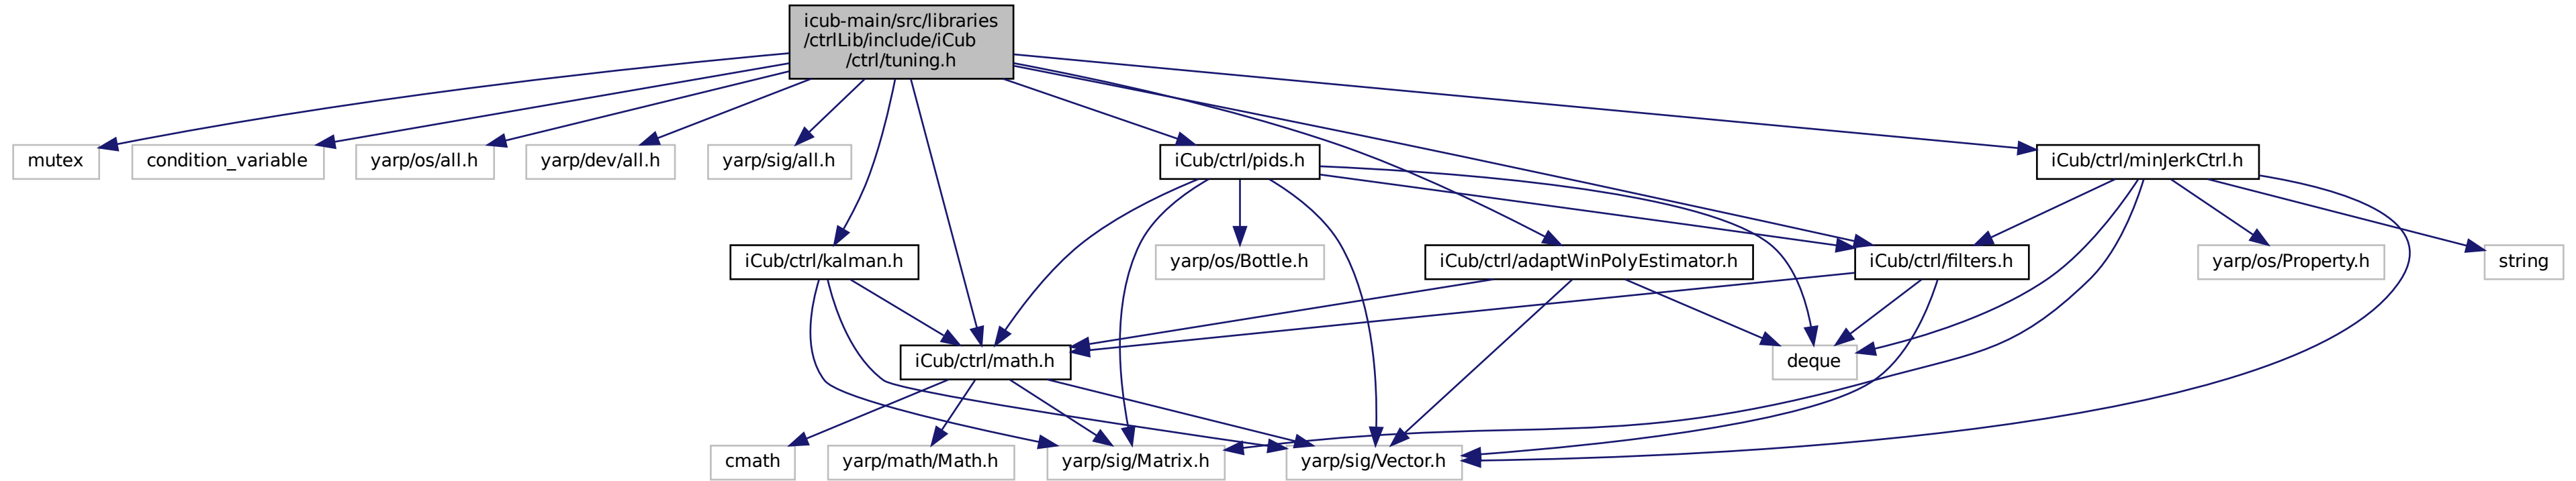 icub-main/src/libraries
/ctrlLib/include/iCub
/ctrl/tuning.h
mutex
condition_variable
yarp/os/all.h
yarp/dev/all.h
yarp/sig/all.h
iCub/ctrl/pids.h
iCub/ctrl/minJerkCtrl.h
iCub/ctrl/kalman.h
yarp/os/Bottle.h
iCub/ctrl/adaptWinPolyEstimator.h
iCub/ctrl/filters.h
yarp/os/Property.h
string
iCub/ctrl/math.h
deque
cmath
yarp/math/Math.h
yarp/sig/Matrix.h
yarp/sig/Vector.h